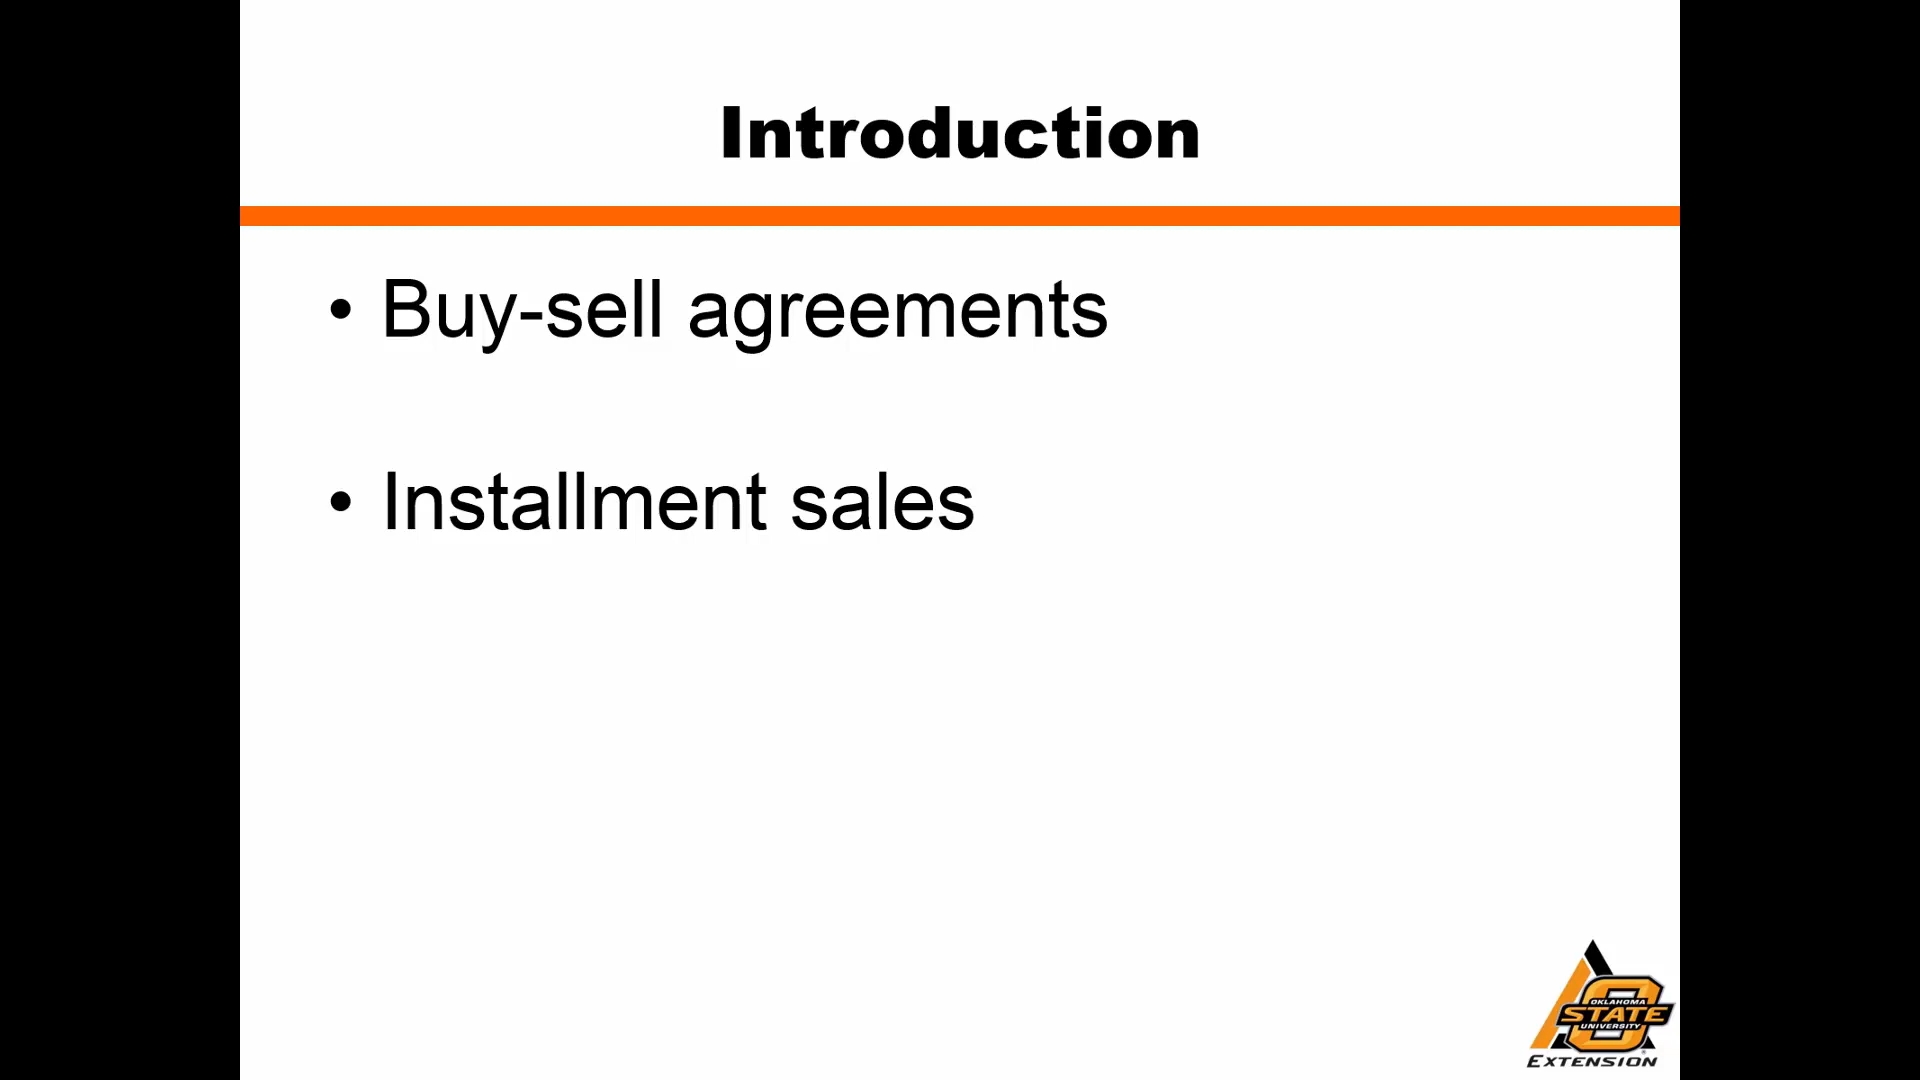 Introduction
• Buy-sell agreements
• Installment sales
OKLAHOMA
STATE
UNIVERSITY
EXTENSION